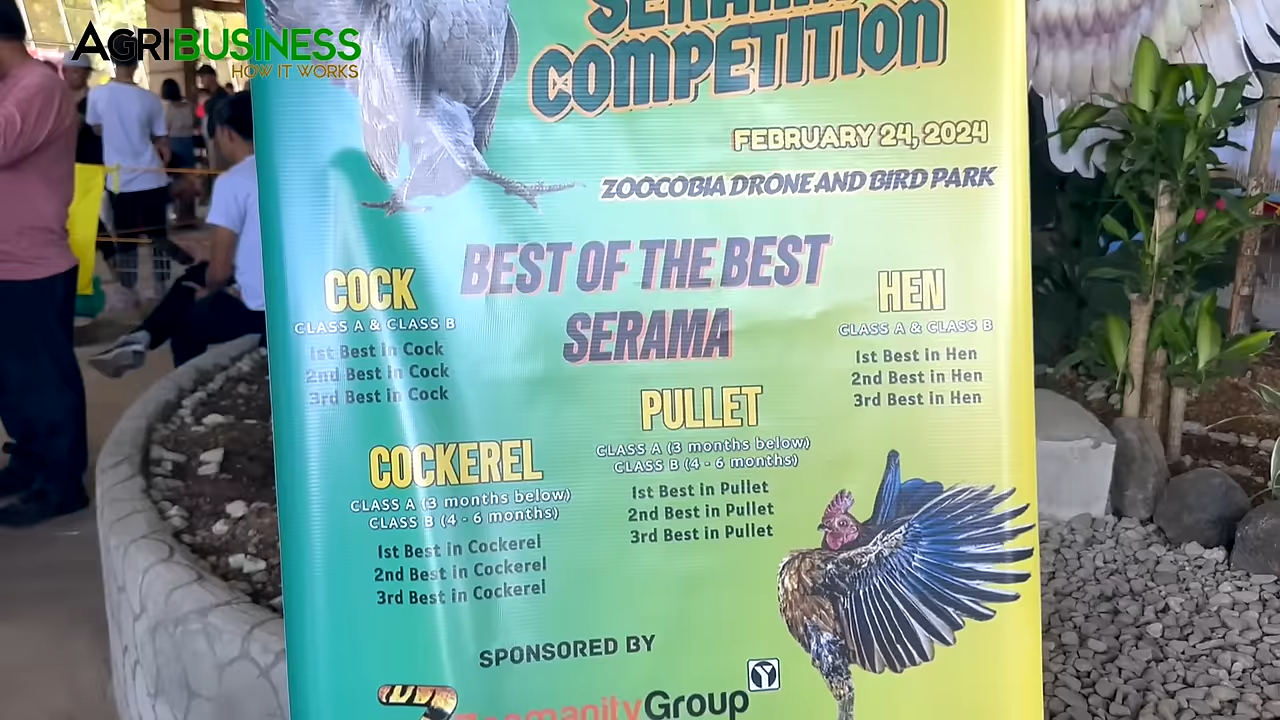 AGRIBUSINESS
HOW IT WORKS
SERAMA
COMPETITION
FEBRUARY 24, 2024
ZOOCOBIA DRONE AND BIRD PARK
BEST OF THE BEST
SERAMA
COCK
CLASS A & CLASS B
1st Best in Cock
2nd Best in Cock
3rd Best in Cock
HEN
CLASS A & CLASS B
1st Best in Hen
2nd Best in Hen
3rd Best in Hen
PULLET
CLASS A (3 months below)
CLASS B (4 - 6 months)
1st Best in Pullet
2nd Best in Pullet
3rd Best in Pullet
COCKEREL
CLASS A (3 months below)
CLASS B (4 - 6 months)
1st Best in Cockerel
2nd Best in Cockerel
3rd Best in Cockerel
SPONSORED BY
Zoomanity Group